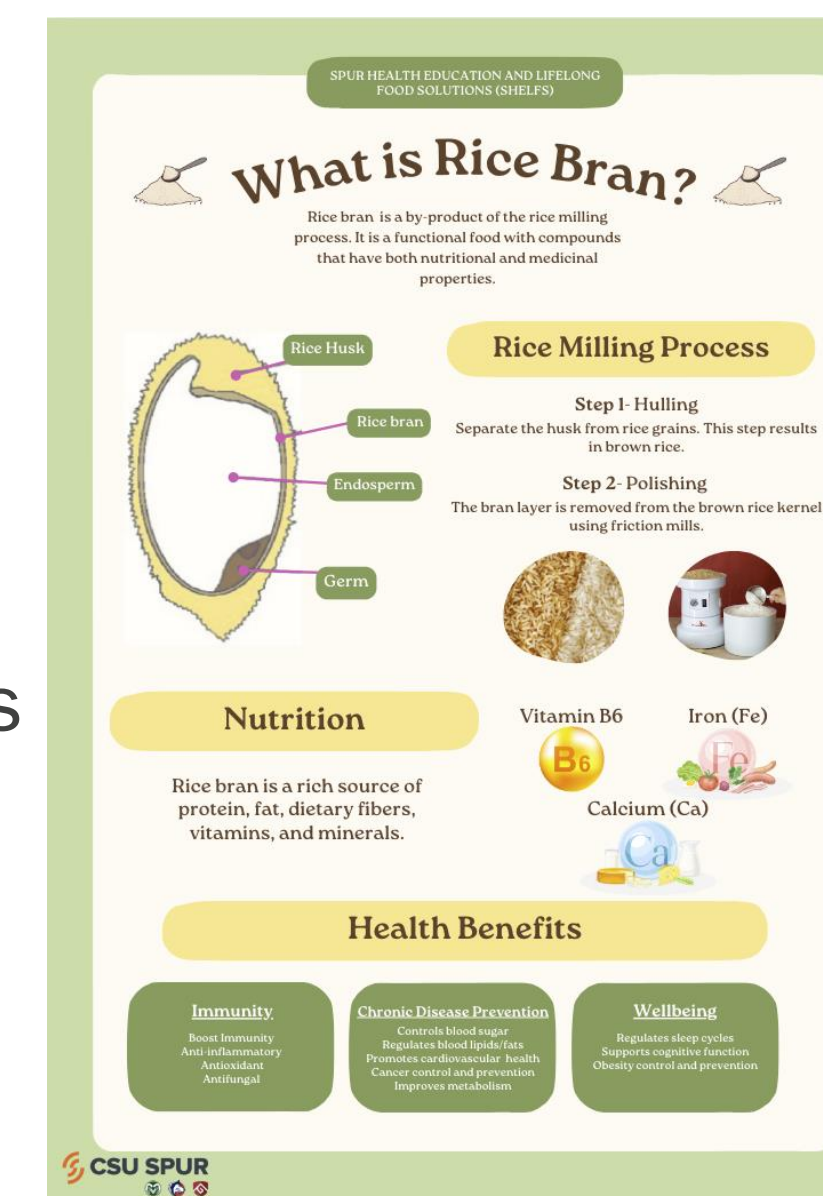 SPUR HEALTH EDUCATION AND LIFELONG
FOOD SOLUTIONS (SHELFS)
What is Rice Bran?
Rice bran is a by-product of the rice milling
process. It is a functional food with compounds
that have both nutritional and medicinal
properties.
Rice Husk
Rice bran
Endosperm
Germ
Rice Milling Process
Step 1- Hulling
Separate the husk from rice grains. This step results
in brown rice.
Step 2- Polishing
The bran layer is removed from the brown rice kernel
using friction mills.
s
Nutrition
Rice bran is a rich source of
protein, fat, dietary fibers,
vitamins, and minerals.
Vitamin B6
B6
Iron (Fe)
Fe
Calcium (Ca)
Ca
Health Benefits
Immunity
Boost Immunity
Anti-inflammatory
Antioxidant
Antifungal
Chronic Disease Prevention
Controls blood sugar
Regulates blood lipids/fats
Promotes cardiovascular health
Cancer control and prevention
Improves metabolism
Wellbeing
Regulates sleep cycles
Supports cognitive function
Obesity control and prevention
CSU SPUR